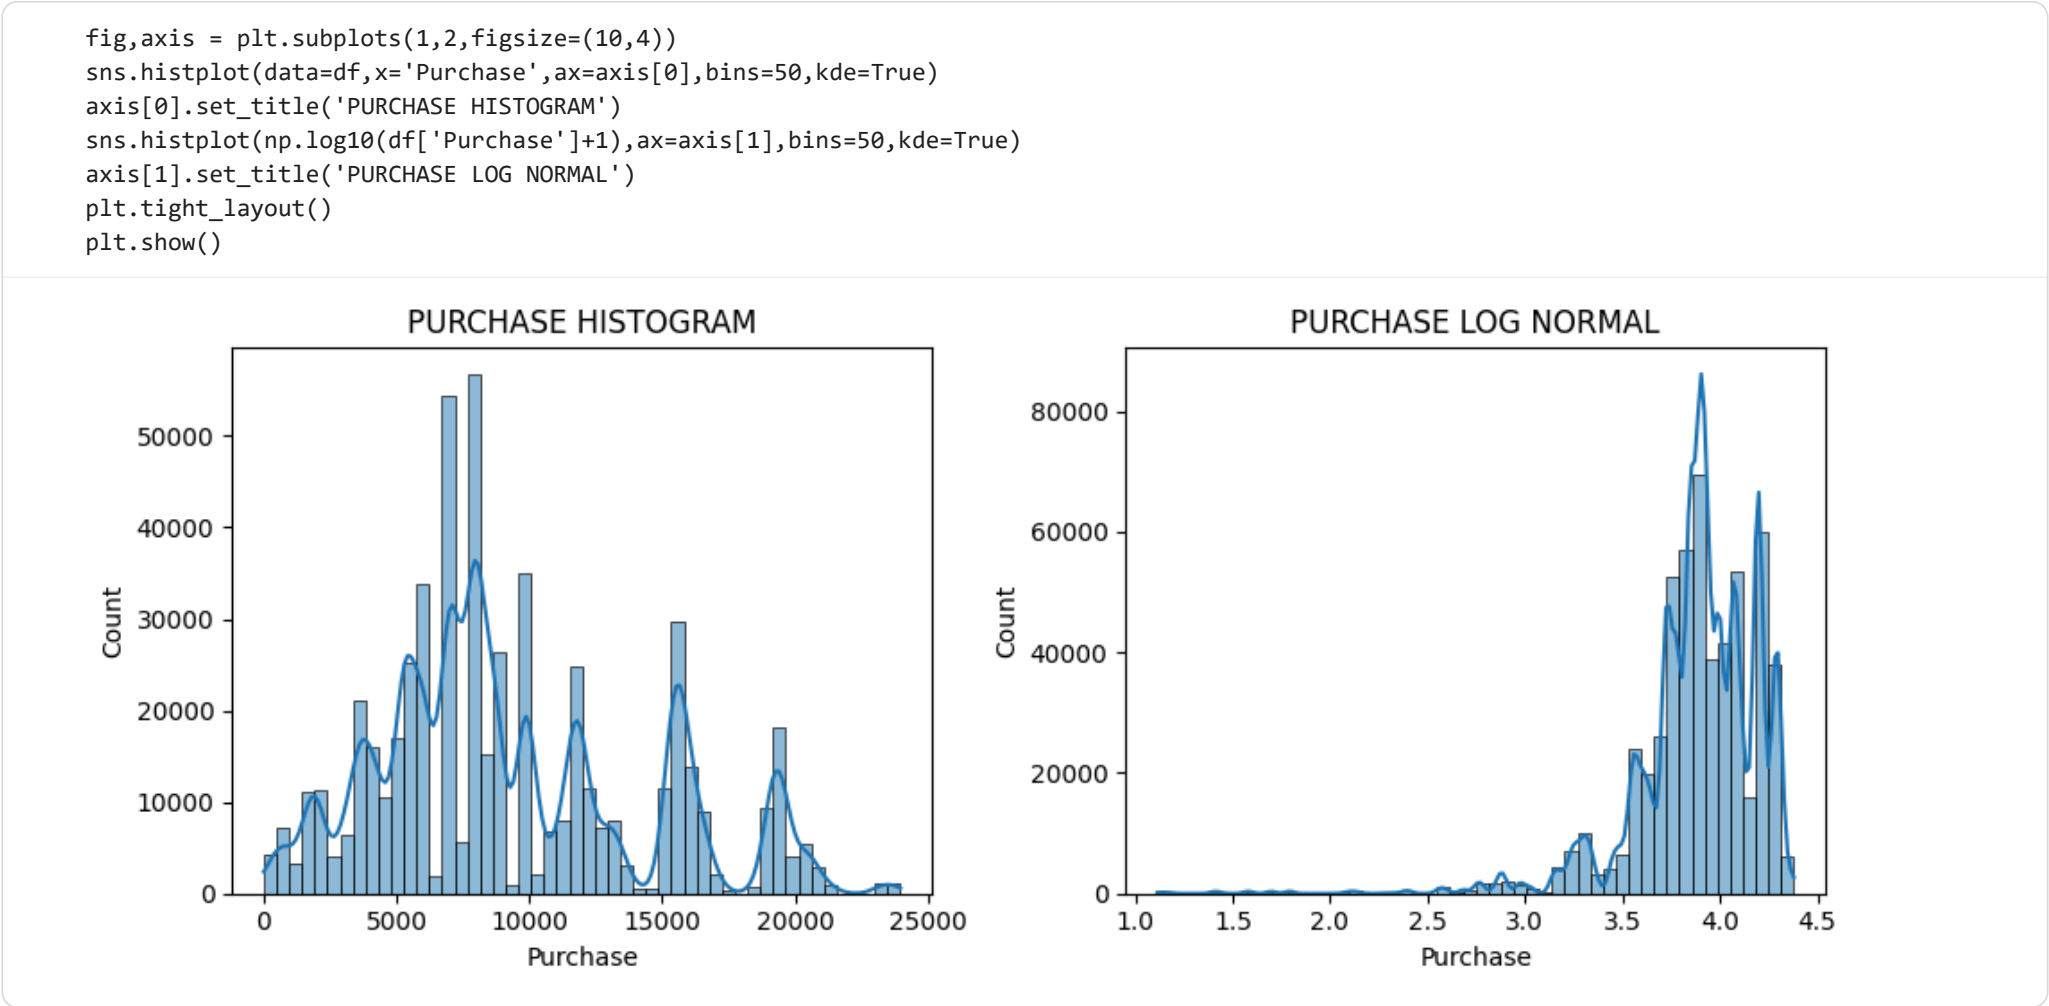 fig,axis = plt.subplots(1,2,figsize=(10,4))
sns.histplot(data=df,x='Purchase',ax=axis[0],bins=50,kde=True)
axis[0].set_title('PURCHASE HISTOGRAM')
sns.histplot(np.log10(df['Purchase']+1),ax=axis[1],bins=50,kde=True)
axis[1].set_title('PURCHASE LOG NORMAL')
plt.tight_layout()
plt.show()
PURCHASE HISTOGRAM
50000
40000
30000
20000
10000
0
Count
0 5000 10000 15000 20000 25000
Purchase
PURCHASE LOG NORMAL
80000
60000
40000
20000
0
Count
1.0 1.5 2.0 2.5 3.0 3.5 4.0 4.5
Purchase